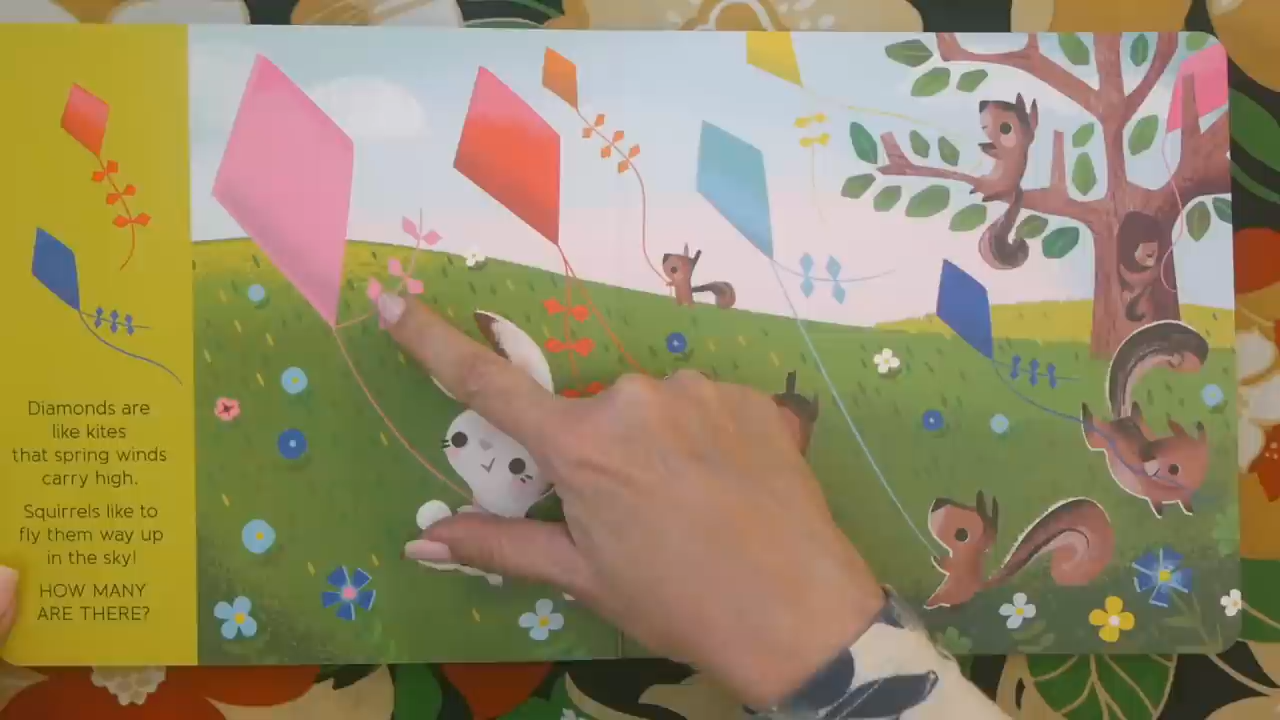 Diamonds are
like kites
that spring winds
carry high.
Squirrels like to
fly them way up
in the sky!
HOW MANY
ARE THERE?